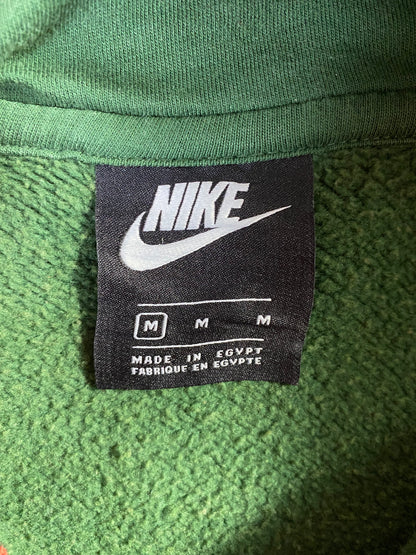 NIKE
M M M
MADE IN EGYPT
FABRIQUE EN EGYPTE